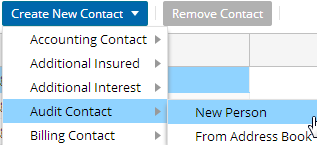 Create New Contact Remove Contact
Accounting Contact
Additional Insured
Additional Interest
Audit Contact New Person
Billing Contact From Address Book